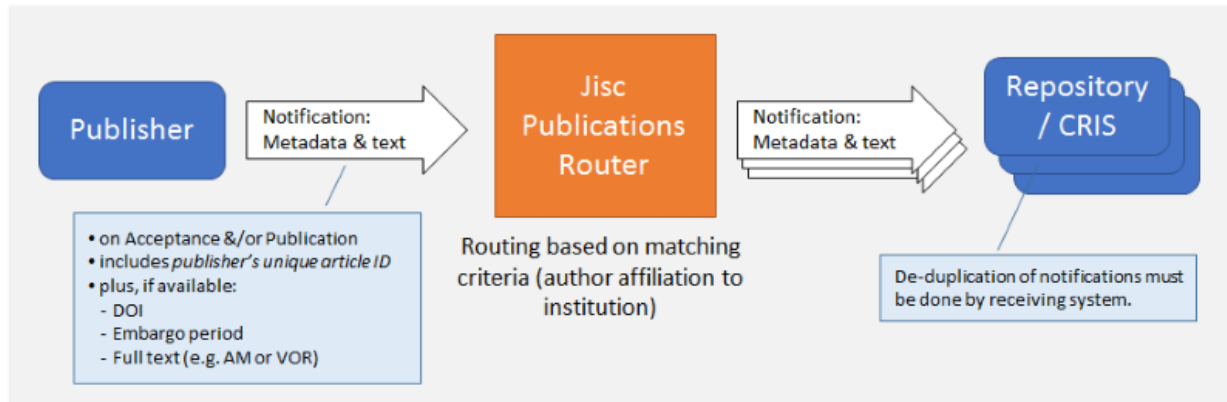 Publisher
Notification:
Metadata & text
• on Acceptance &/or Publication
• includes publisher's unique article ID
• plus, if available:
- DOI
- Embargo period
- Full text (e.g. AM or VOR)
Jisc
Publications
Router
Routing based on matching
criteria (author affiliation to
institution)
Notification:
Metadata & text
Repository
/ CRIS
De-duplication of notifications must
be done by receiving system.